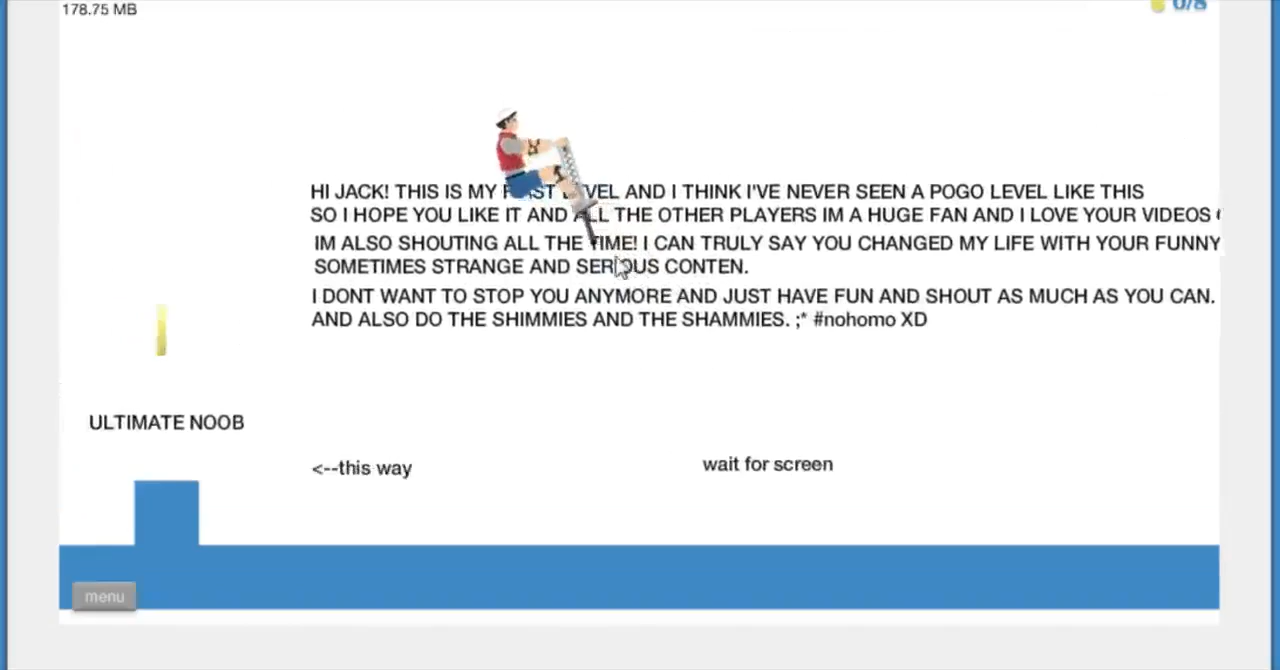 178.75 MB
0/8
HI JACK! THIS IS MY FIRST LEVEL AND I THINK I'VE NEVER SEEN A POGO LEVEL LIKE THIS
SO I HOPE YOU LIKE IT AND ALL THE OTHER PLAYERS IM A HUGE FAN AND I LOVE YOUR VIDEOS
IM ALSO SHOUTING ALL THE TIME! I CAN TRULY SAY YOU CHANGED MY LIFE WITH YOUR FUNNY
SOMETIMES STRANGE AND SERIOUS CONTEN.
I DONT WANT TO STOP YOU ANYMORE AND JUST HAVE FUN AND SHOUT AS MUCH AS YOU CAN.
AND ALSO DO THE SHIMMIES AND THE SHAMMIES. ;* #nohomo XD
ULTIMATE NOOB
<--this way
wait for screen
menu